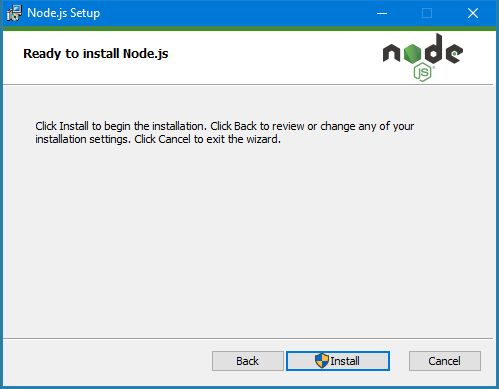 Node.js Setup
Ready to install Node.js
node
JS
Click Install to begin the installation. Click Back to review or change any of your
installation settings. Click Cancel to exit the wizard.
Back
Install
Cancel